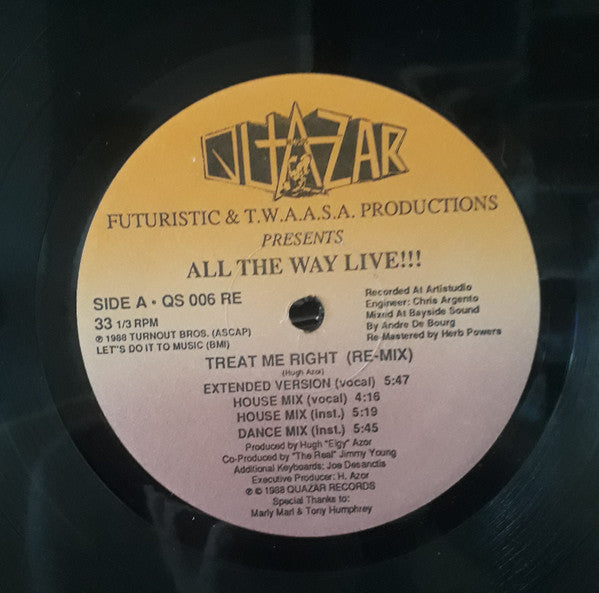 QUAZAR
FUTURISTIC & T.W.A.A.S.A. PRODUCTIONS
PRESENTS
ALL THE WAY LIVE!!!
SIDE A • QS 006 RE
33 1/3 RPM
℗ 1988 TURNOUT BROS. (ASCAP)
LET'S DO IT TO MUSIC (BMI)
Recorded At Artistudio
Engineer: Chris Argento
Mixed At Bayside Sound
By Andre De Bourg
Re-Mastered by Herb Powers
TREAT ME RIGHT (RE-MIX)
(Hugh Azor)
EXTENDED VERSION (vocal) 5:47
HOUSE MIX (vocal) 4:16
HOUSE MIX (inst.) 5:19
DANCE MIX (inst.) 5:45
Produced by Hugh "Elgy" Azor
Co-Produced by "The Real" Jimmy Young
Additional Keyboards: Joe Desanctis
Executive Producer: H. Azor
℗ © 1988 QUAZAR RECORDS
Special Thanks to:
Marly Marl & Tony Humphrey